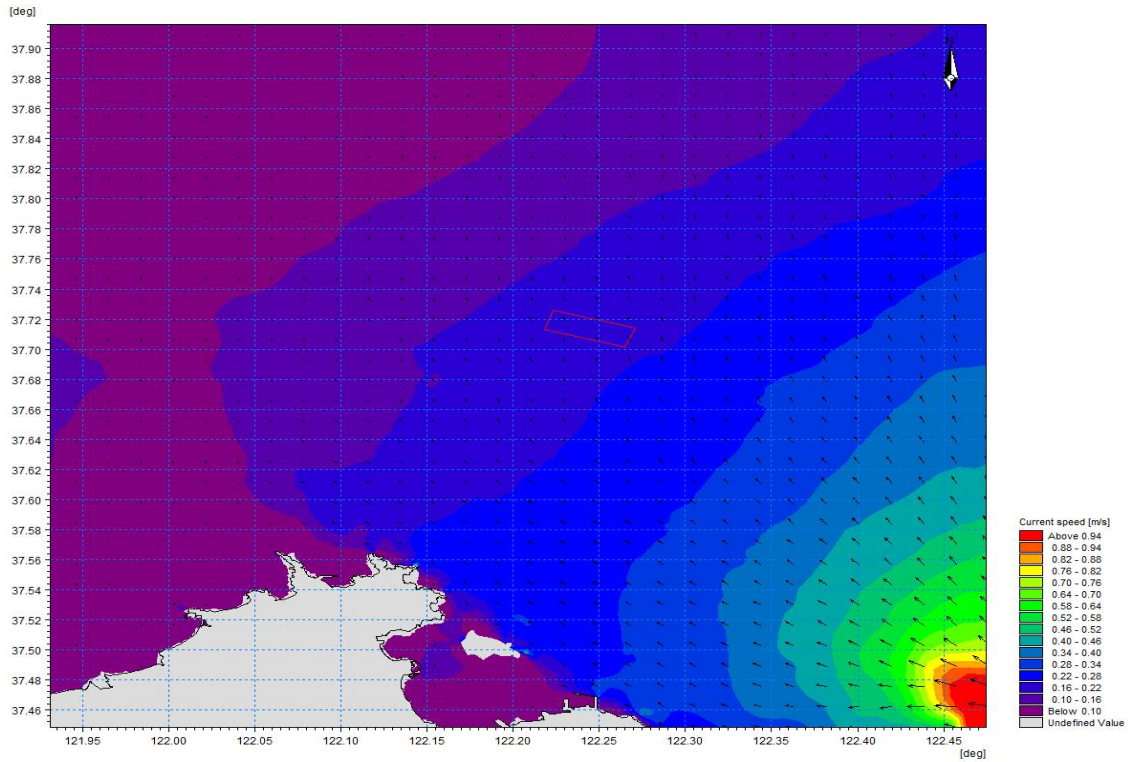 [deg]
N
37.90
37.88
37.86
37.84
37.82
37.80
37.78
37.76
37.74
37.72
37.70
37.68
37.66
37.64
37.62
37.60
37.58
37.56
37.54
37.52
37.50
37.48
37.46
121.95 122.00 122.05 122.10 122.15 122.20 122.25 122.30 122.35 122.40 122.45
[deg]
Current speed [m/s]
Above 0.94
0.88 - 0.94
0.82 - 0.88
0.76 - 0.82
0.70 - 0.76
0.64 - 0.70
0.58 - 0.64
0.52 - 0.58
0.46 - 0.52
0.40 - 0.46
0.34 - 0.40
0.28 - 0.34
0.22 - 0.28
0.16 - 0.22
0.10 - 0.16
Below 0.10
Undefined Value